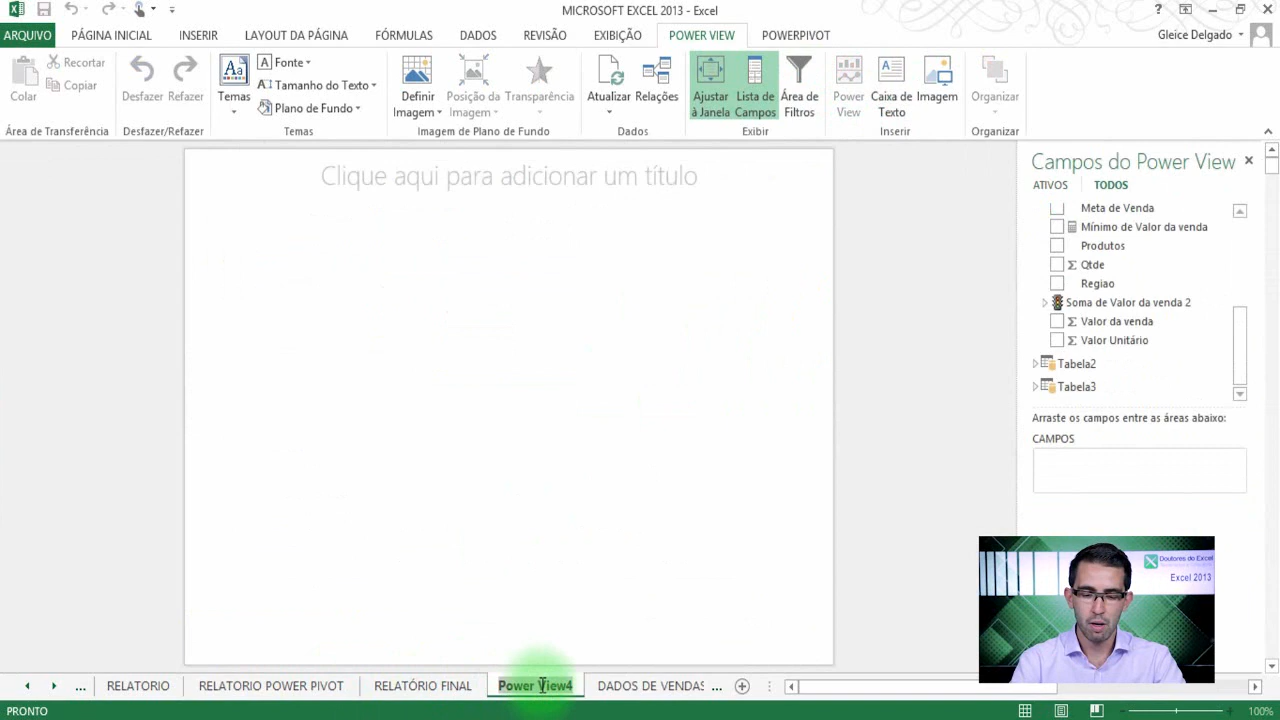 MICROSOFT EXCEL 2013 - Excel
?
ARQUIVO PÁGINA INICIAL INSERIR LAYOUT DA PÁGINA FÓRMULAS DADOS REVISÃO EXIBIÇÃO POWER VIEW POWERPIVOT Gleice Delgado
Colar
Recortar
Copiar
Área de Transferência
Desfazer Refazer
Desfazer/Refazer
Temas
Fonte
Tamanho do Texto
Plano de Fundo
Temas
Definir Imagem
Posição da Imagem
Transparência
Imagem de Plano de Fundo
Atualizar Relações
Dados
Ajustar à Janela
Lista de Campos
Área de Filtros
Exibir
Power View
Caixa de Texto
Imagem
Inserir
Organizar
Organizar
Clique aqui para adicionar um título
Campos do Power View
ATIVOS TODOS
Meta de Venda
Mínimo de Valor da venda
Produtos
Σ Qtde
Regiao
Soma de Valor da venda 2
Σ Valor da venda
Σ Valor Unitário
Tabela2
Tabela3
Arraste os campos entre as áreas abaixo:
CAMPOS
Doutores do Excel
Excel 2013
... RELATORIO RELATORIO POWER PIVOT RELATÓRIO FINAL Power View4 DADOS DE VENDAS ...
PRONTO
100%